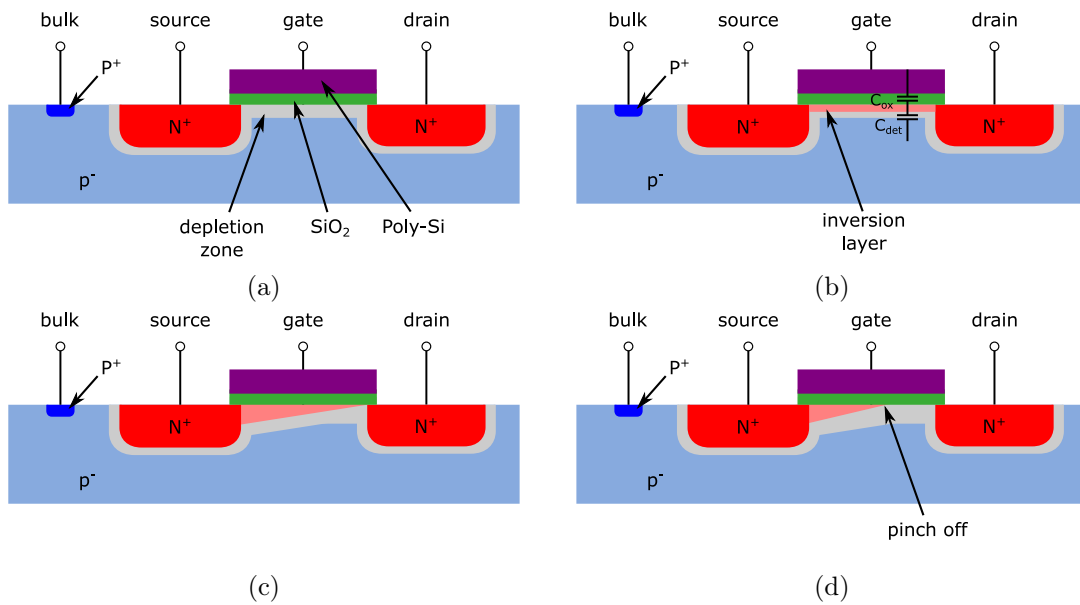 bulk source gate drain
P⁺
N⁺ N⁺
p⁻
depletion
zone
SiO₂
Poly-Si
(a)
bulk source gate drain
P⁺
Cox
Cdet
N⁺ N⁺
p⁻
inversion
layer
(b)
bulk source gate drain
P⁺
N⁺ N⁺
p⁻
(c)
bulk source gate drain
P⁺
N⁺ N⁺
p⁻
pinch off
(d)